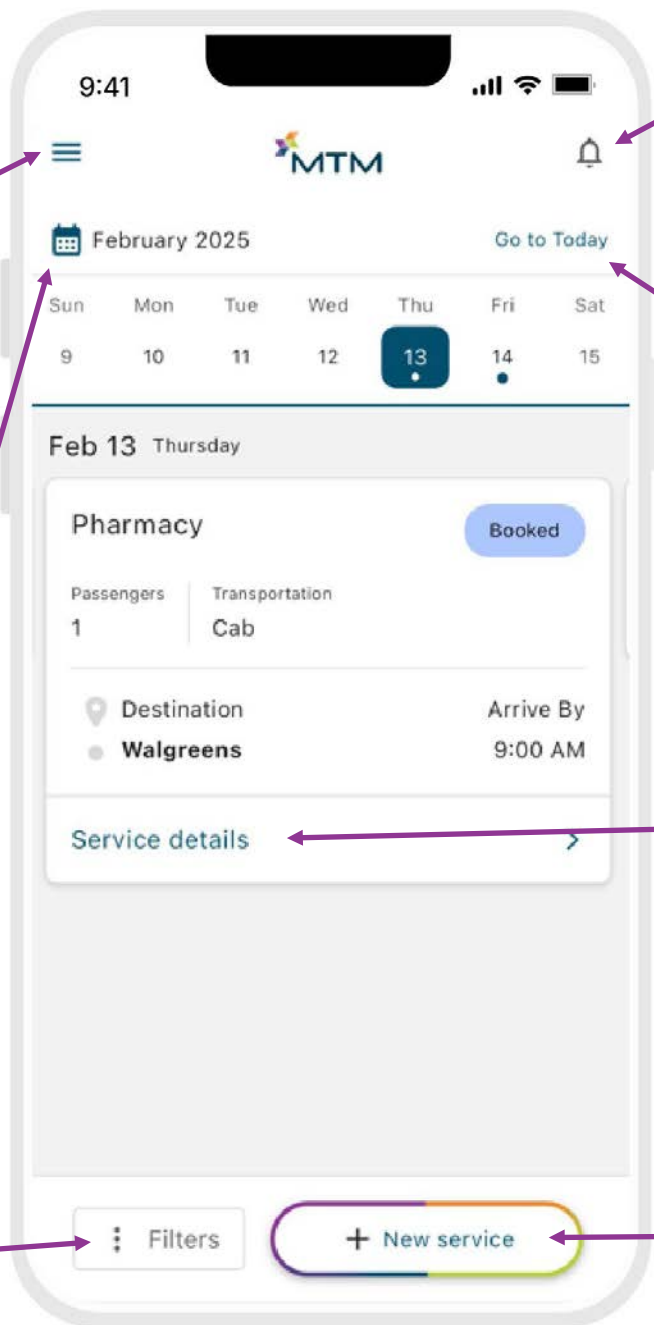 9:41
MTM
February 2025 Go to Today
Sun Mon Tue Wed Thu Fri Sat
9 10 11 12 13 14 15
Feb 13 Thursday
Pharmacy Booked
Passengers Transportation
1 Cab
Destination Arrive By
Walgreens 9:00 AM
Service details >
Filters + New service